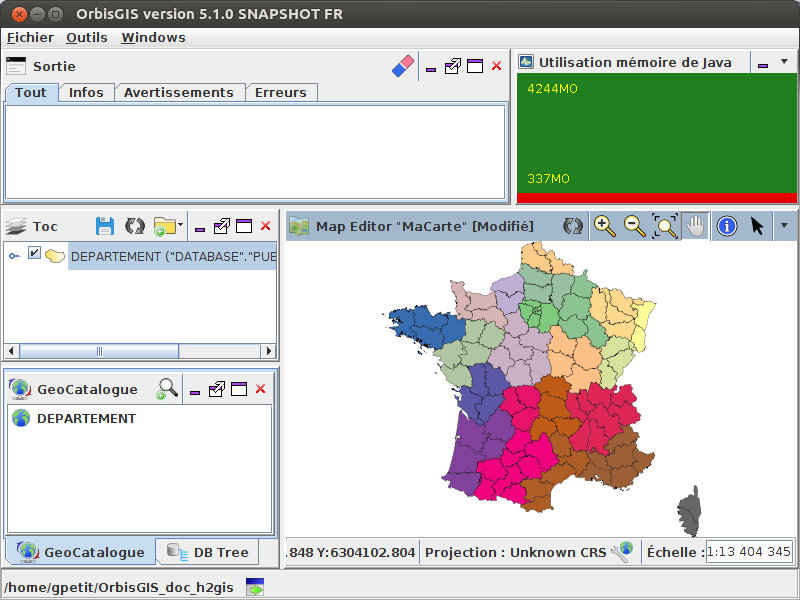 OrbisGIS version 5.1.0 SNAPSHOT FR
Fichier Outils Windows
Sortie
Tout Infos Avertissements Erreurs
Utilisation mémoire de Java
4244MO
337MO
Toc
DEPARTEMENT ("DATABASE"."PUB
Map Editor "MaCarte" [Modifié]
GeoCatalogue
DEPARTEMENT
GeoCatalogue DB Tree
.848 Y:6304102.804 Projection : Unknown CRS Échelle : 1:13 404 345
/home/gpetit/OrbisGIS_doc_h2gis